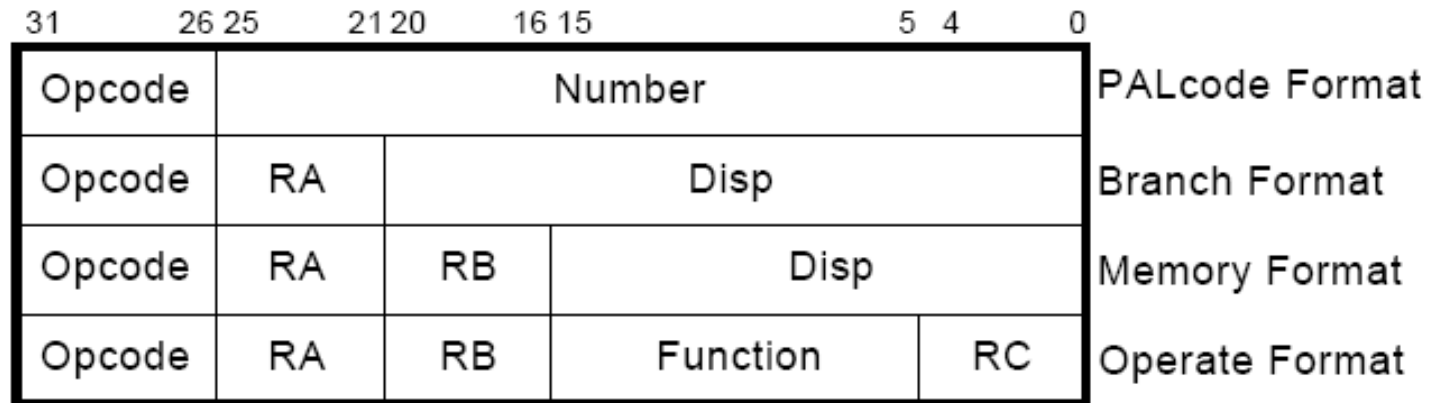 31 26 25 21 20 16 15 5 4 0
Opcode Number PALcode Format
Opcode RA Disp Branch Format
Opcode RA RB Disp Memory Format
Opcode RA RB Function RC Operate Format